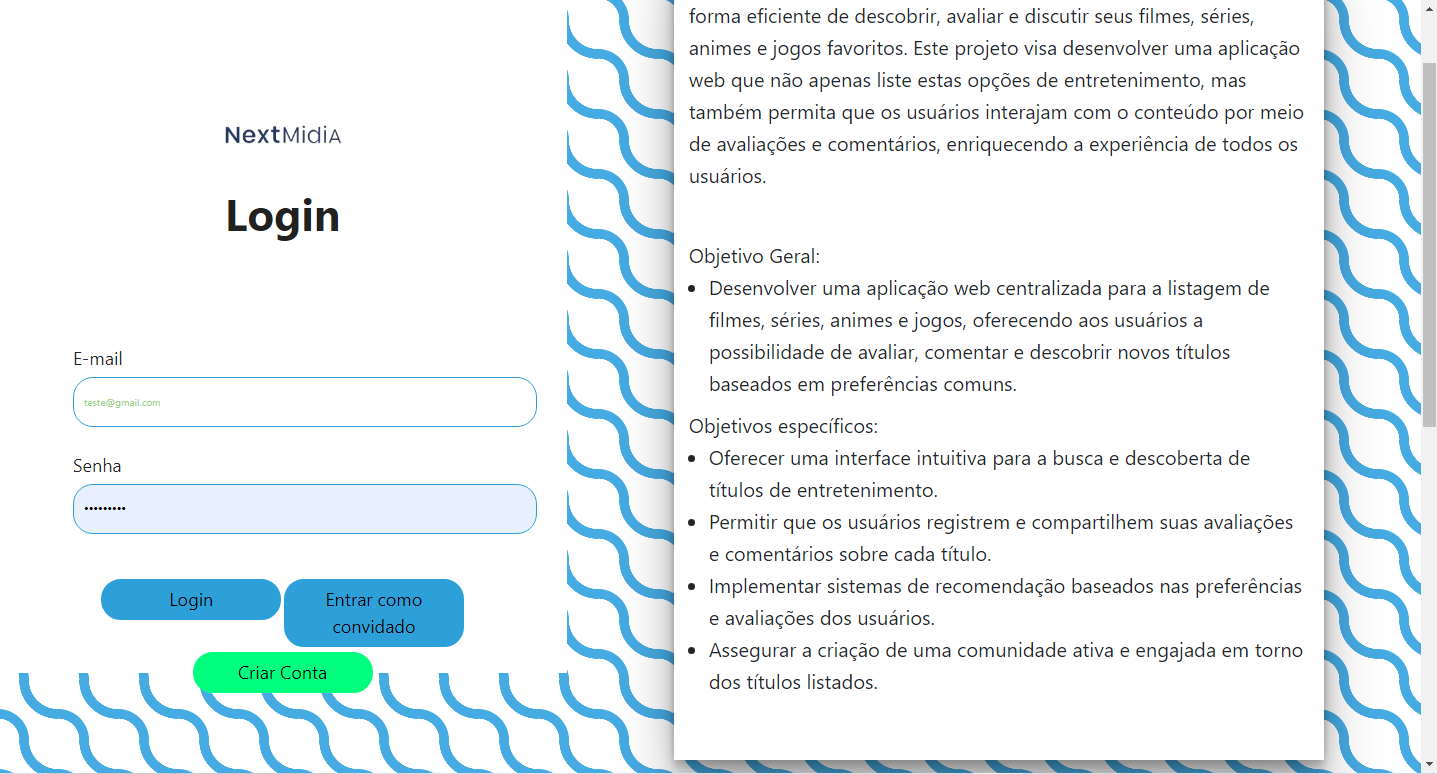 NextMidiA
Login
E-mail
teste@gmail.com
Senha
•••••••••
Login
Entrar como
convidado
Criar Conta
forma eficiente de descobrir, avaliar e discutir seus filmes, séries,
animes e jogos favoritos. Este projeto visa desenvolver uma aplicação
web que não apenas liste estas opções de entretenimento, mas
também permita que os usuários interajam com o conteúdo por meio
de avaliações e comentários, enriquecendo a experiência de todos os
usuários.
Objetivo Geral:
• Desenvolver uma aplicação web centralizada para a listagem de
filmes, séries, animes e jogos, oferecendo aos usuários a
possibilidade de avaliar, comentar e descobrir novos títulos
baseados em preferências comuns.
Objetivos específicos:
• Oferecer uma interface intuitiva para a busca e descoberta de
títulos de entretenimento.
• Permitir que os usuários registrem e compartilhem suas avaliações
e comentários sobre cada título.
• Implementar sistemas de recomendação baseados nas preferências
e avaliações dos usuários.
• Assegurar a criação de uma comunidade ativa e engajada em torno
dos títulos listados.